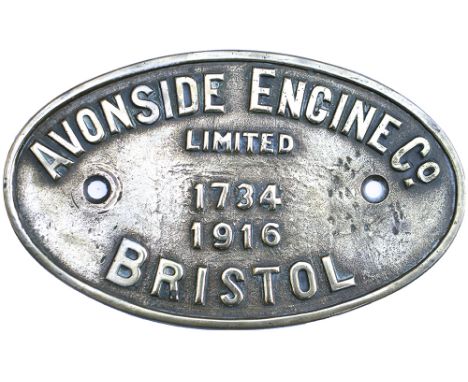 AVONSIDE ENGINE CO.
LIMITED
1734
1916
BRISTOL